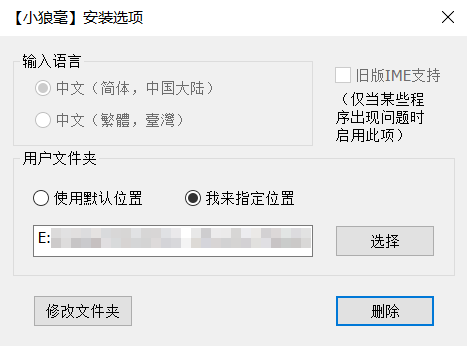 【小狼毫】安装选项
输入语言
中文（简体，中国大陆）
中文（繁體，臺灣）
旧版IME支持
（仅当某些程
序出现问题时
启用此项）
用户文件夹
使用默认位置
我来指定位置
E:
选择
修改文件夹
删除